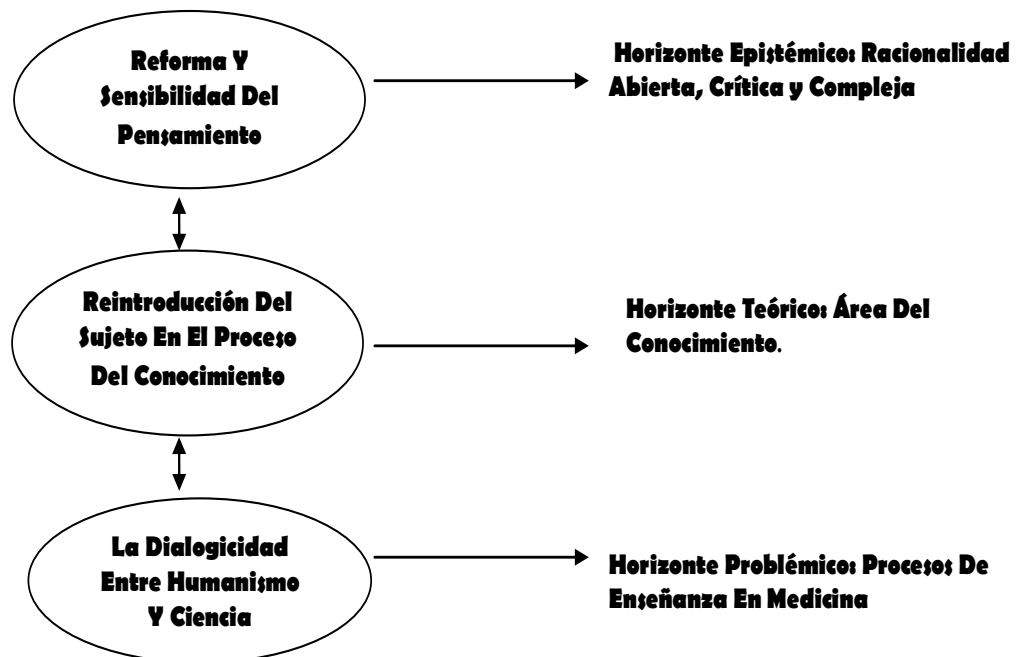 Reforma Y
Sensibilidad Del
Pensamiento
Horizonte Epistémico: Racionalidad
Abierta, Crítica y Compleja
Reintroducción Del
Sujeto En El Proceso
Del Conocimiento
Horizonte Teórico: Área Del
Conocimiento.
La Dialogicidad
Entre Humanismo
Y Ciencia
Horizonte Problémico: Procesos De
Enseñanza En Medicina